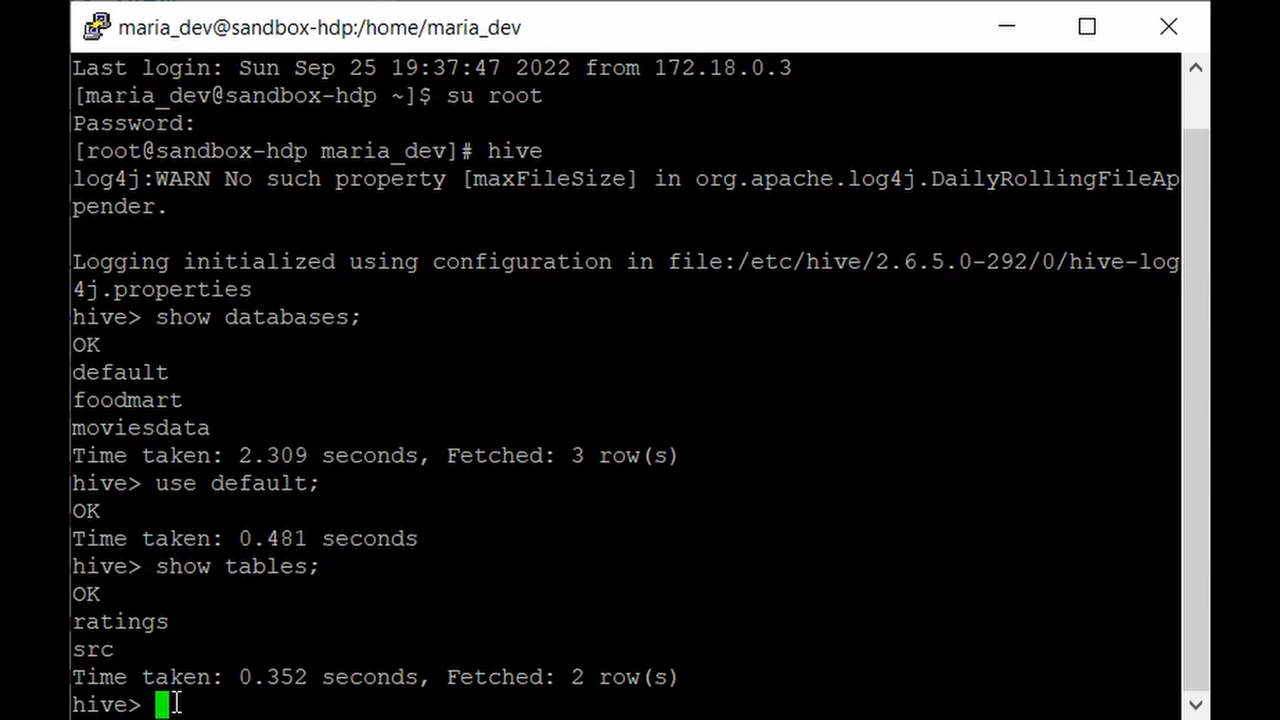 maria_dev@sandbox-hdp:/home/maria_dev
Last login: Sun Sep 25 19:37:47 2022 from 172.18.0.3
[maria_dev@sandbox-hdp ~]$ su root
Password:
[root@sandbox-hdp maria_dev]# hive
log4j:WARN No such property [maxFileSize] in org.apache.log4j.DailyRollingFileAp
pender.
Logging initialized using configuration in file:/etc/hive/2.6.5.0-292/0/hive-log
4j.properties
hive> show databases;
OK
default
foodmart
moviesdata
Time taken: 2.309 seconds, Fetched: 3 row(s)
hive> use default;
OK
Time taken: 0.481 seconds
hive> show tables;
OK
ratings
src
Time taken: 0.352 seconds, Fetched: 2 row(s)
hive>